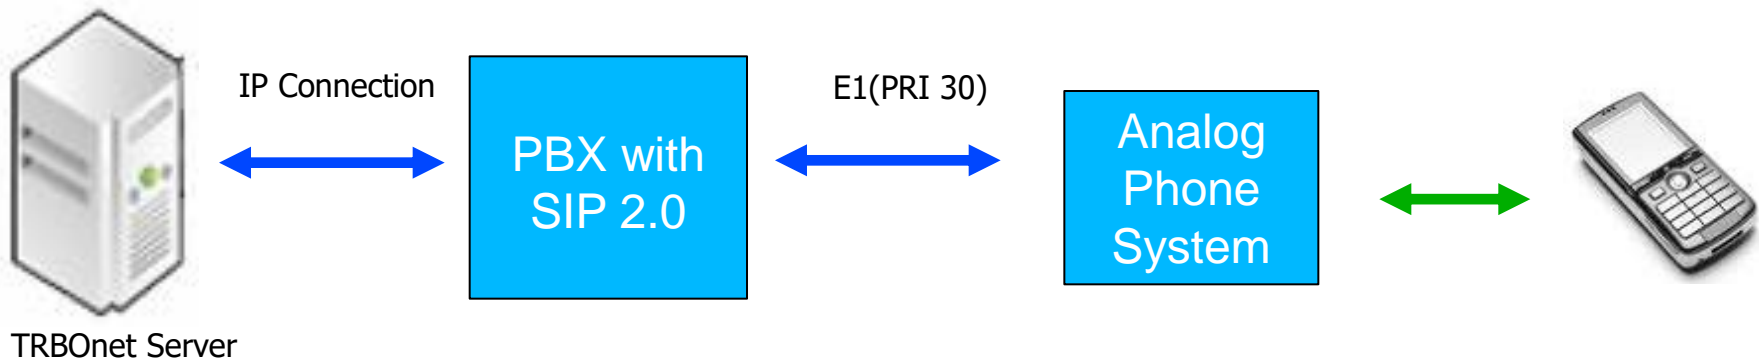 IP Connection
PBX with
SIP 2.0
E1(PRI 30)
Analog
Phone
System
TRBOnet Server